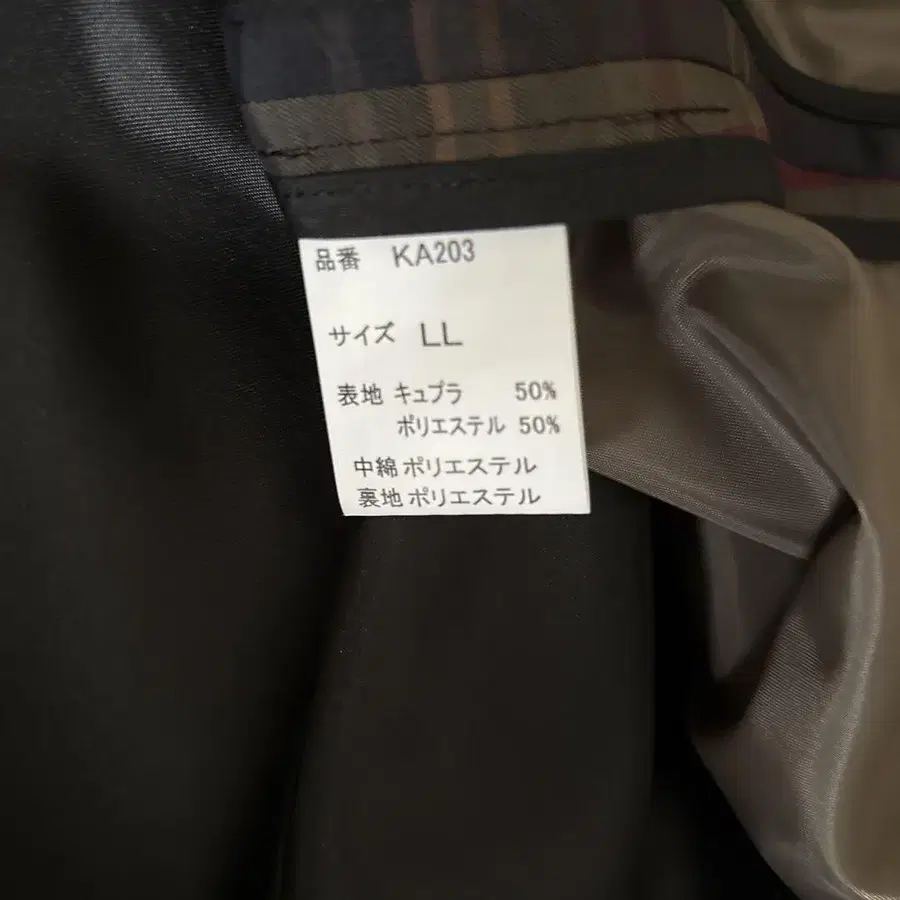 品番 KA203
サイズ LL
表地 キュプラ 50%
ポリエステル 50%
中綿 ポリエステル
裏地 ポリエステル